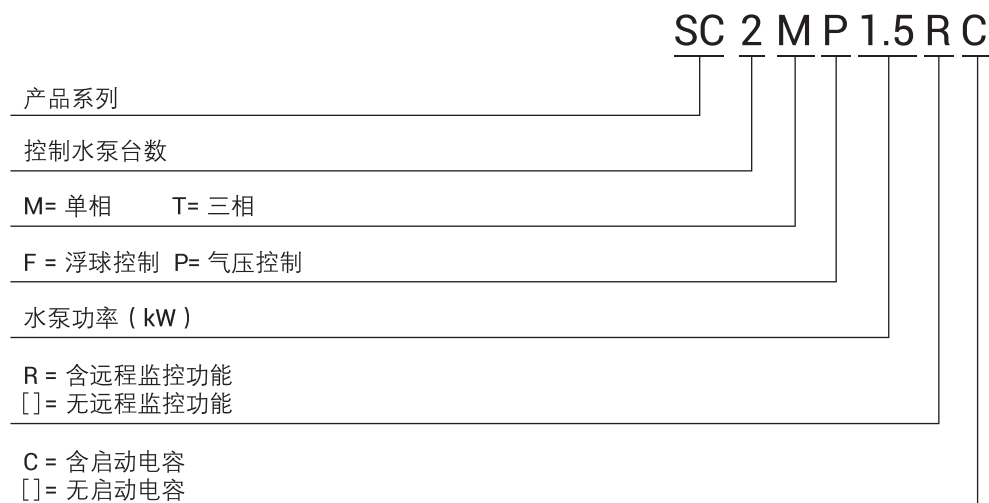 SC 2 M P 1.5 R C
产品系列
控制水泵台数
M= 单相 T= 三相
F = 浮球控制 P= 气压控制
水泵功率 ( kW )
R = 含远程监控功能
[ ] = 无远程监控功能
C = 含启动电容
[ ] = 无启动电容